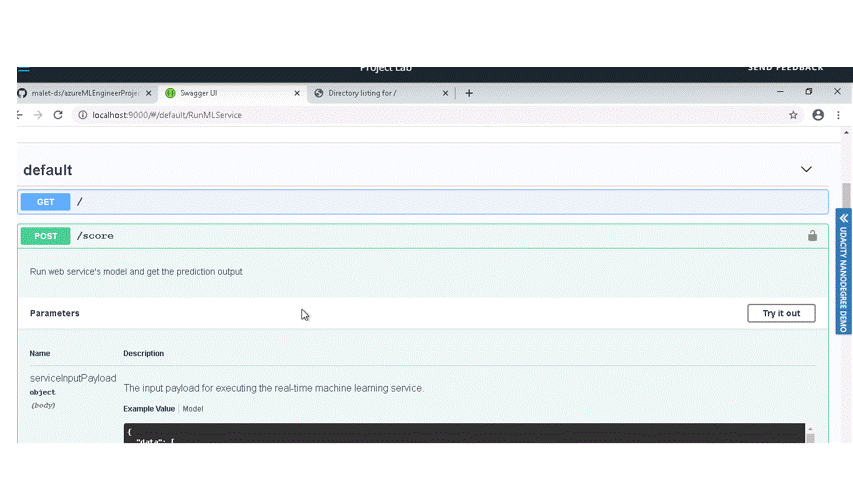 Project Lab
SEND FEEDBACK
malet-ds/azureMLEngineerProje
Swagger UI
Directory listing for /
localhost:9000/#/default/RunMLService
default
GET /
POST /score
Run web service's model and get the prediction output
Parameters
Try it out
Name Description
serviceInputPayload
object
(body)
The input payload for executing the real-time machine learning service.
Example Value | Model
{
"data": [
UDACITY NANODEGREE DEMO